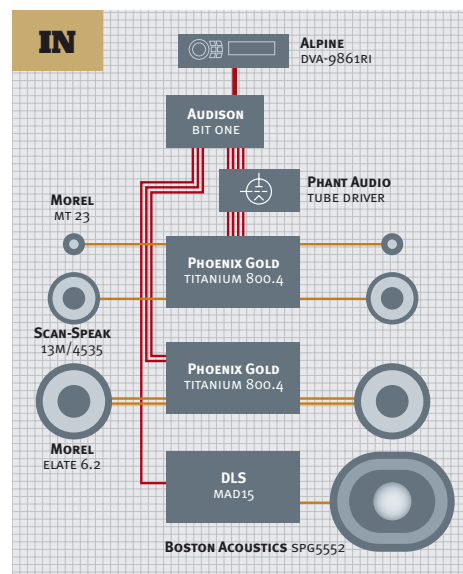 IN
ALPINE
DVA-9861RI
AUDISON
BIT ONE
PHANT AUDIO
TUBE DRIVER
MOREL
MT 23
PHOENIX GOLD
TITANIUM 800.4
SCAN-SPEAK
13M/4535
PHOENIX GOLD
TITANIUM 800.4
MOREL
ELATE 6.2
DLS
MAD15
BOSTON ACOUSTICS SPG5552